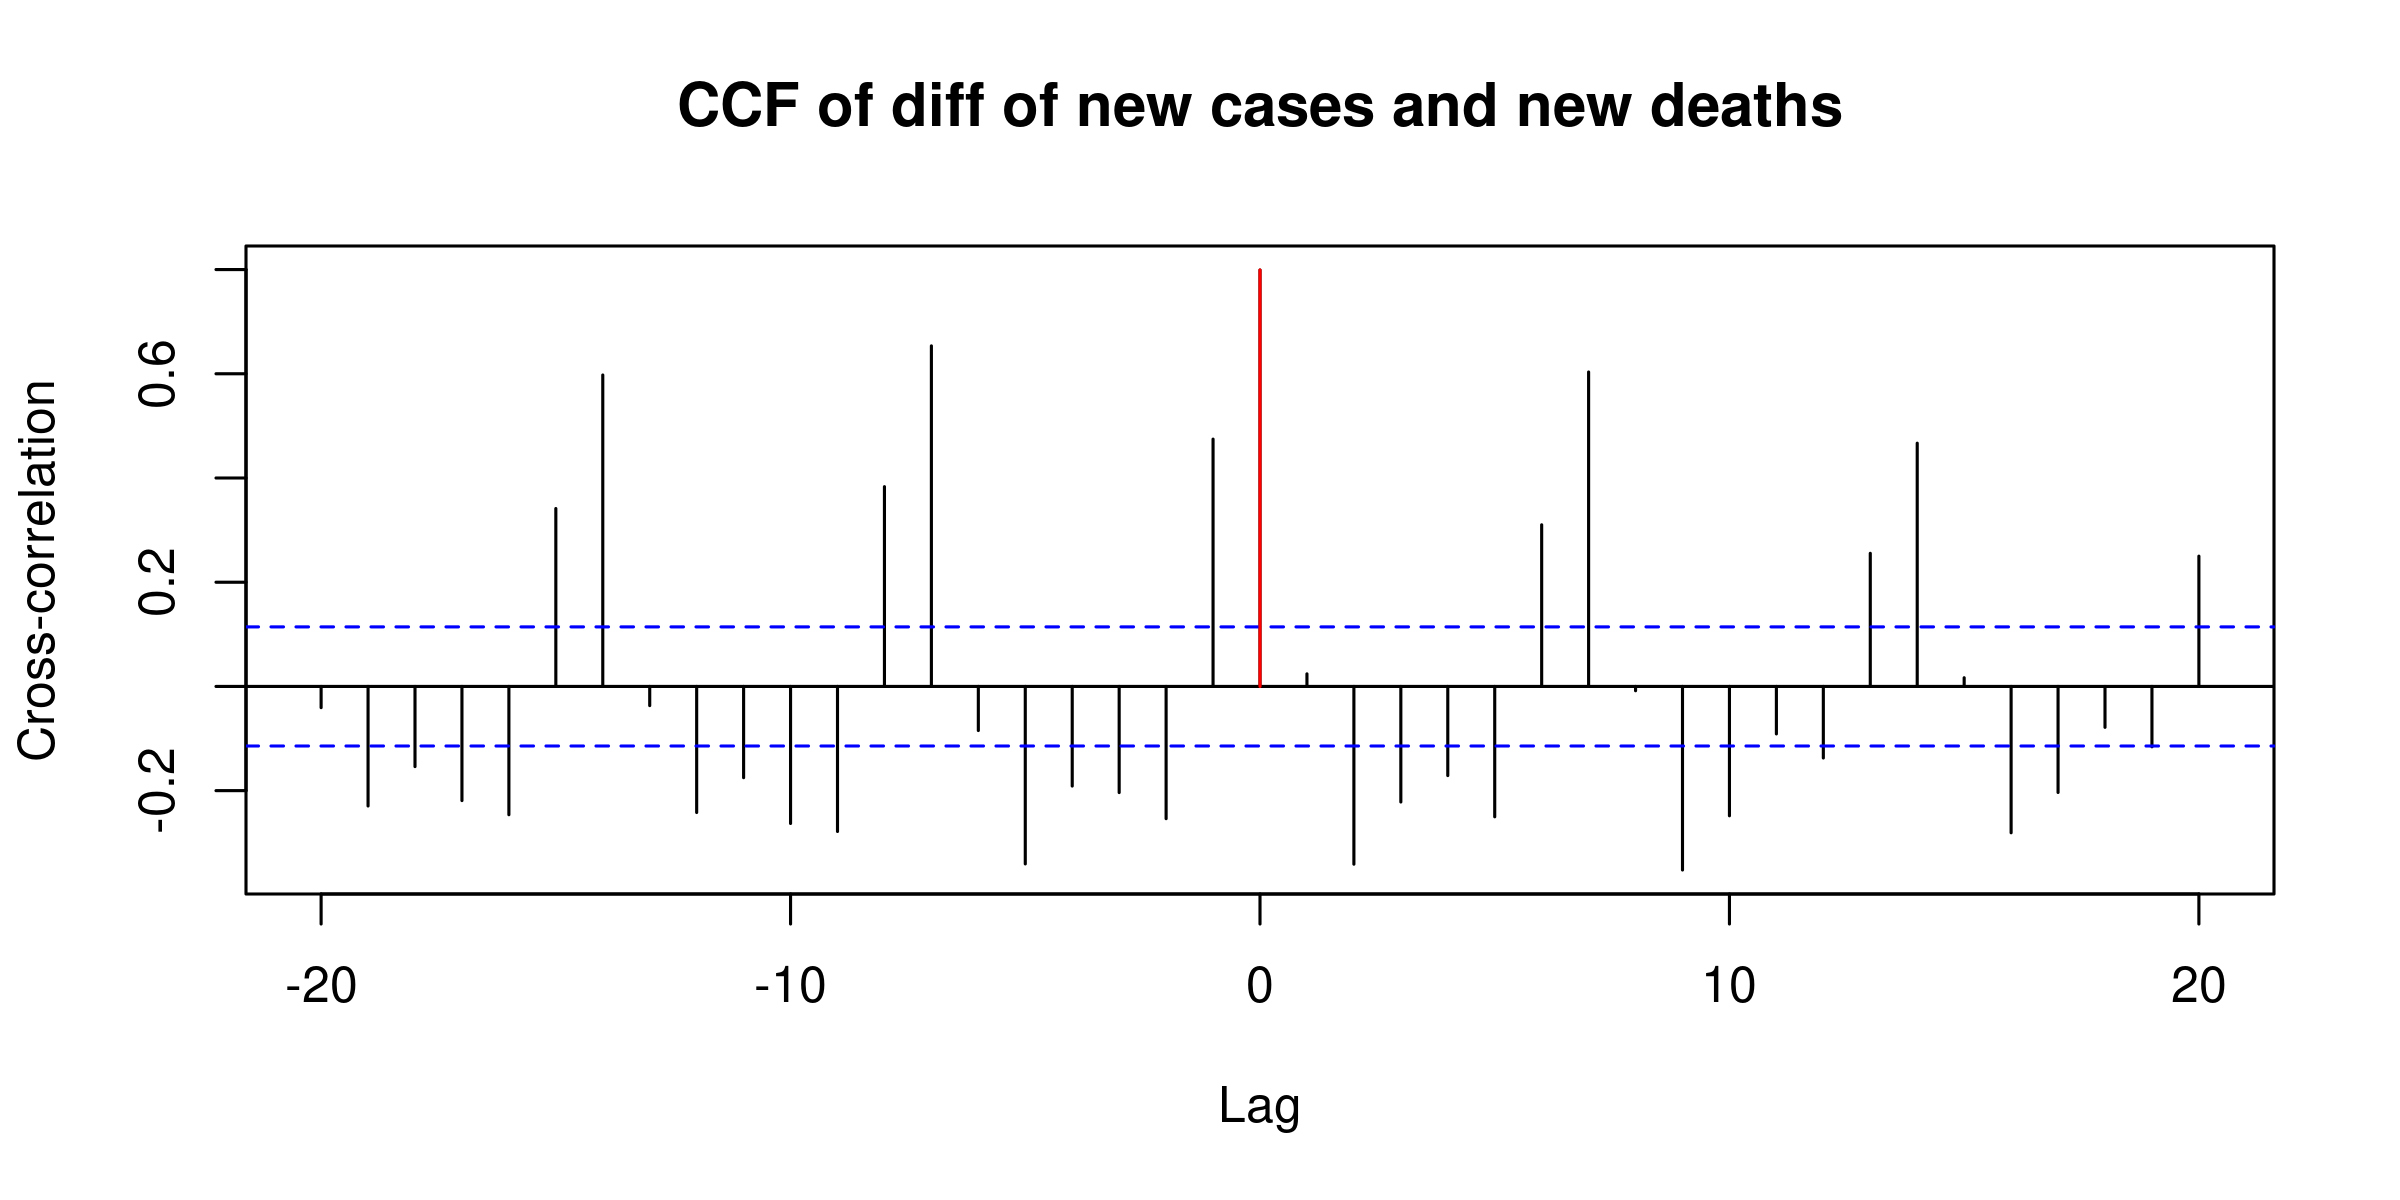 CCF of diff of new cases and new deaths
Cross-correlation
0.6
0.2
-0.2
-20 -10 0 10 20
Lag